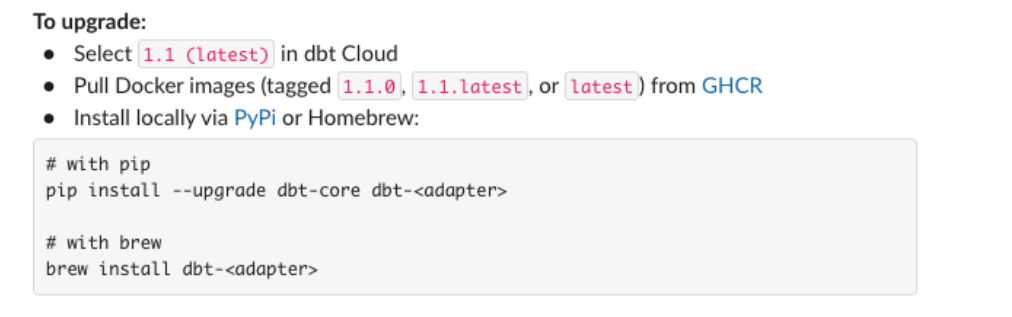 To upgrade:
• Select 1.1 (latest) in dbt Cloud
• Pull Docker images (tagged 1.1.0, 1.1.latest, or latest) from GHCR
• Install locally via PyPi or Homebrew:
# with pip
pip install --upgrade dbt-core dbt-<adapter>
# with brew
brew install dbt-<adapter>